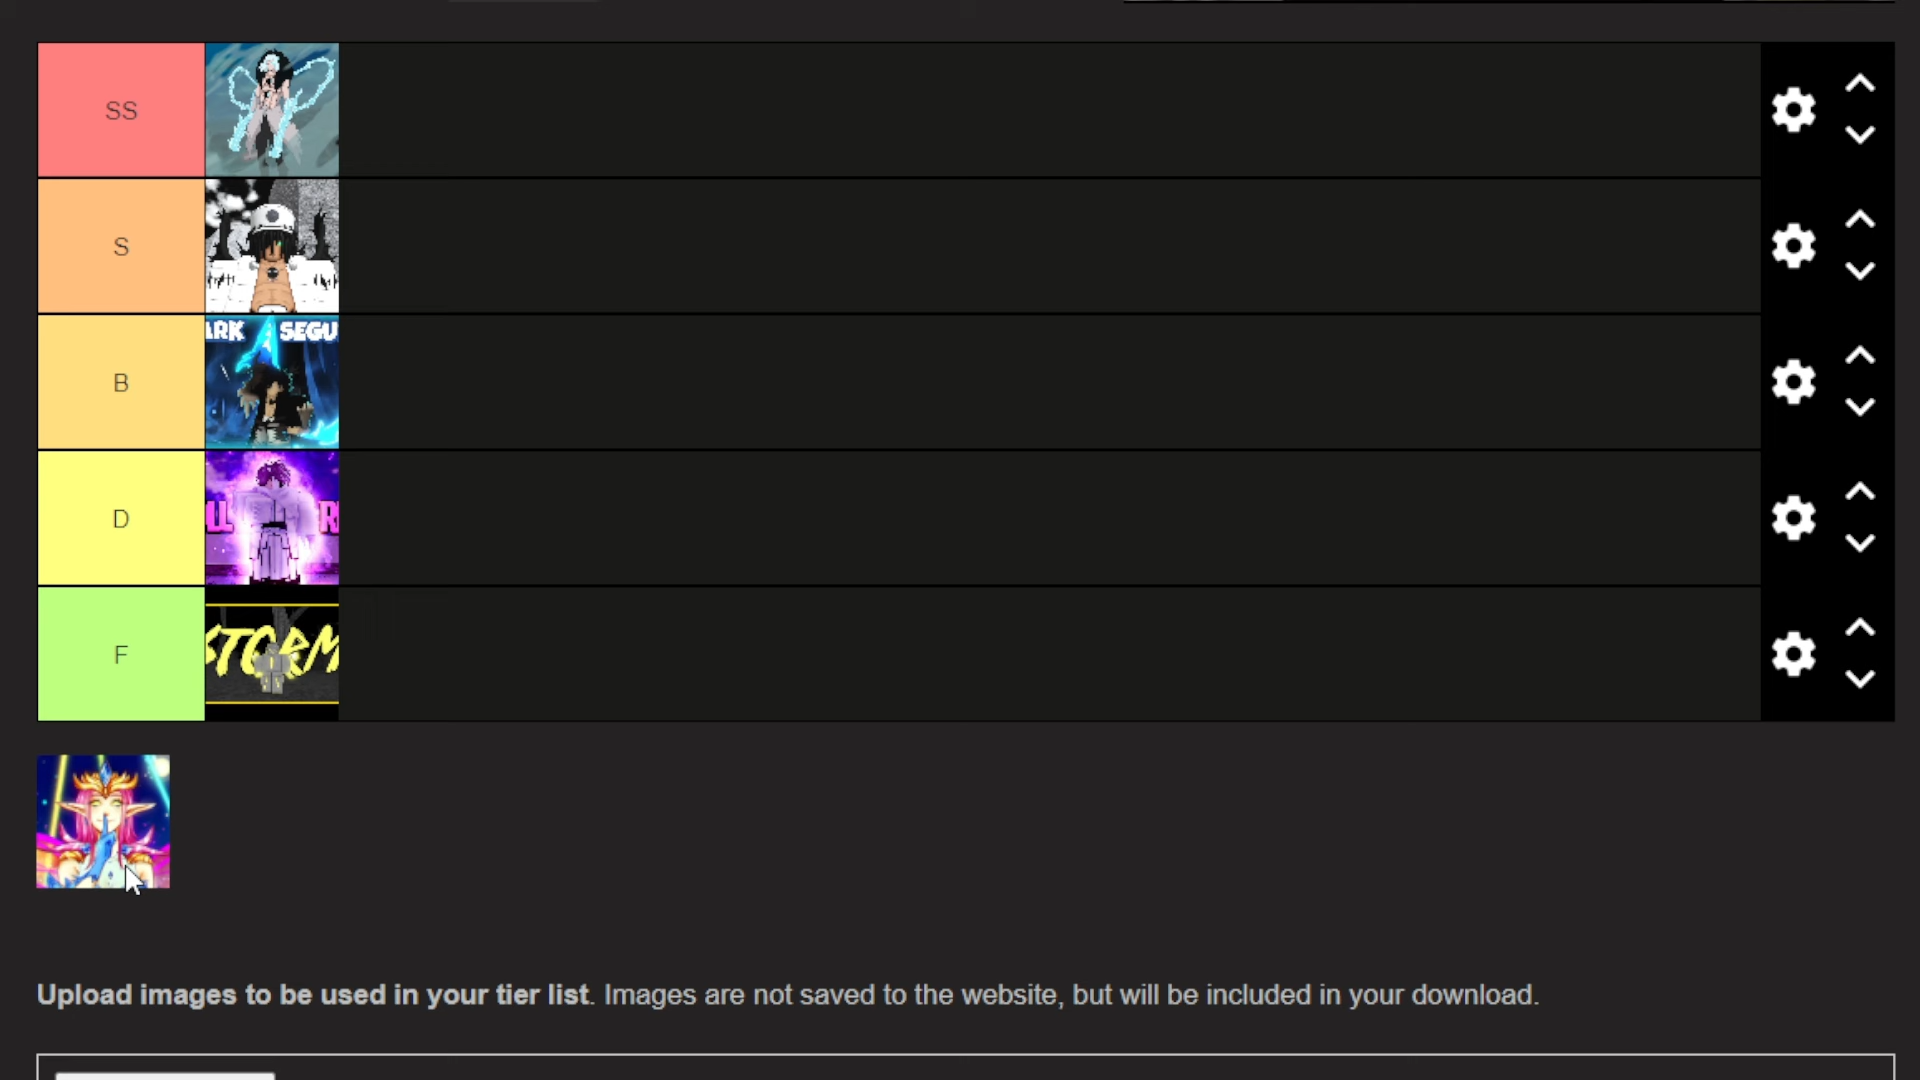 SS
S
ARK SEGU
B
D
LL R
STORM
F
Upload images to be used in your tier list. Images are not saved to the website, but will be included in your download.